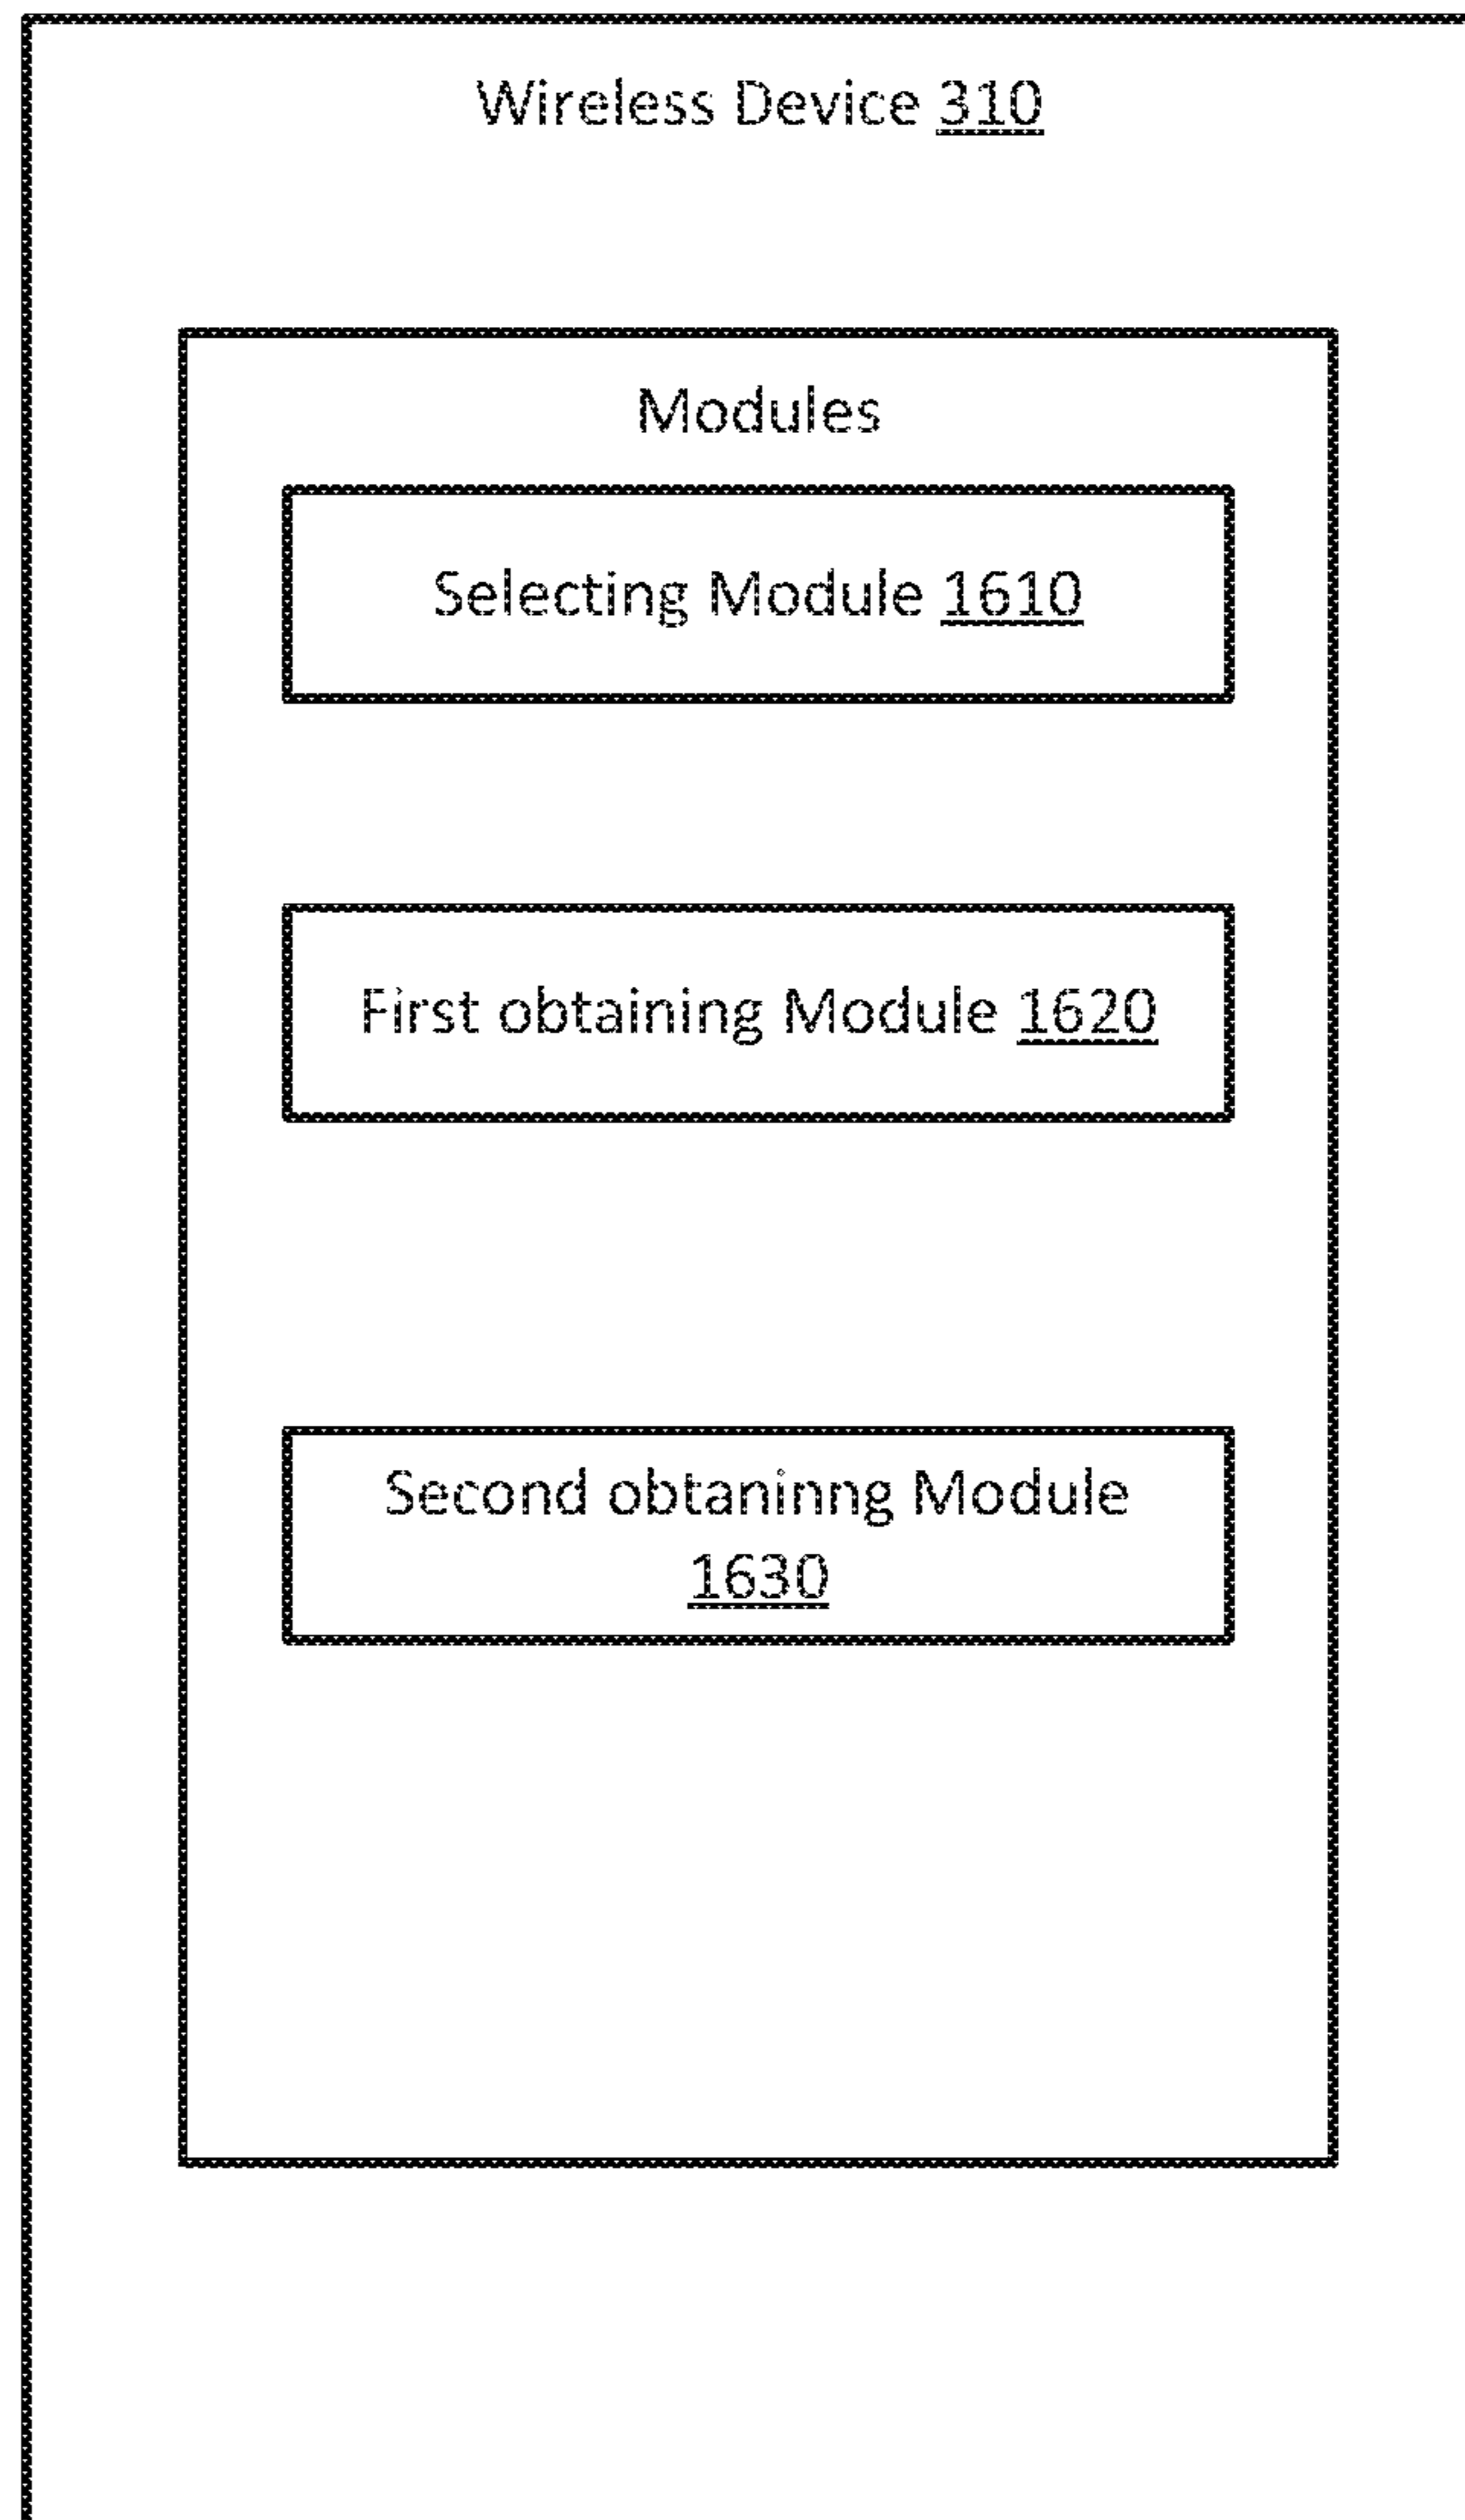 Wireless Device 310
Modules
Selecting Module 1610
First obtaining Module 1620
Second obtaninng Module
1630